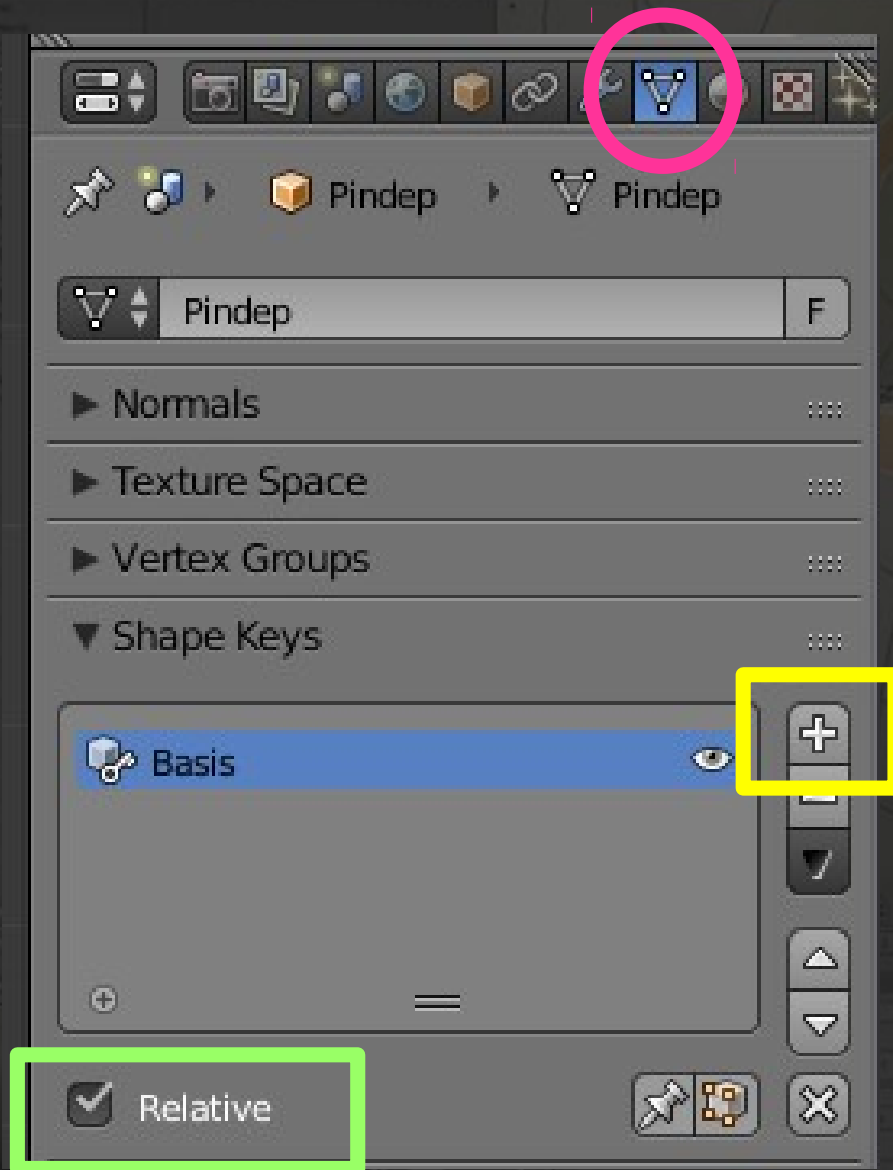 Pindep Pindep
Pindep F
Normals
Texture Space
Vertex Groups
Shape Keys
Basis
Relative